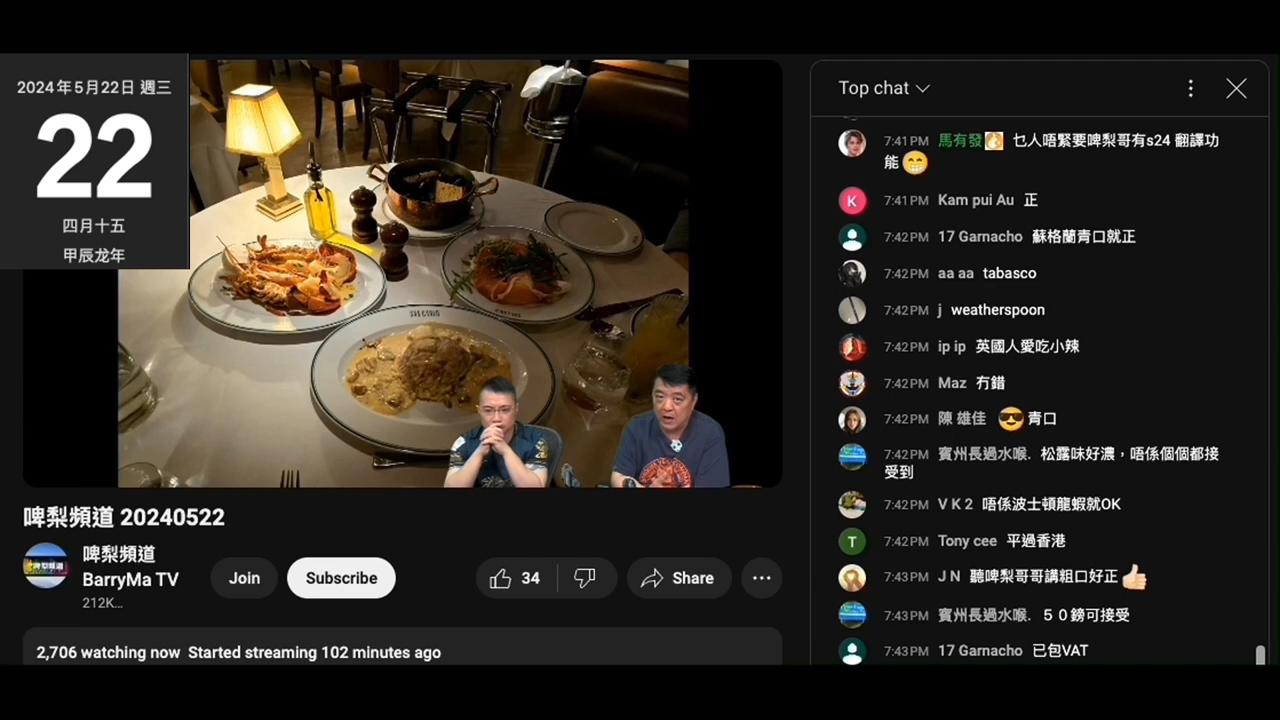 2024年5月22日 週三
22
四月十五
甲辰龙年
啤梨頻道 20240522
啤梨頻道
BarryMa TV
212K...
Join
Subscribe
34
Share
2,706 watching now Started streaming 102 minutes ago
Top chat
7:41 PM 馬有發 乜人唔緊要啤梨哥有s24 翻譯功
能
K
7:41 PM Kam pui Au 正
7:42 PM 17 Garnacho 蘇格蘭青口就正
7:42 PM aa aa tabasco
7:42 PM j weatherspoon
7:42 PM ip ip 英國人愛吃小辣
7:42 PM Maz 冇錯
7:42 PM 陳 雄佳 青口
7:42 PM 賓州長過水喉. 松露味好濃，唔係個個都接
受到
7:42 PM V K 2 唔係波士頓龍蝦就OK
T
7:42 PM Tony cee 平過香港
7:43 PM J N 聽啤梨哥哥講粗口好正
7:43 PM 賓州長過水喉. ５０鎊可接受
7:43 PM 17 Garnacho 已包VAT